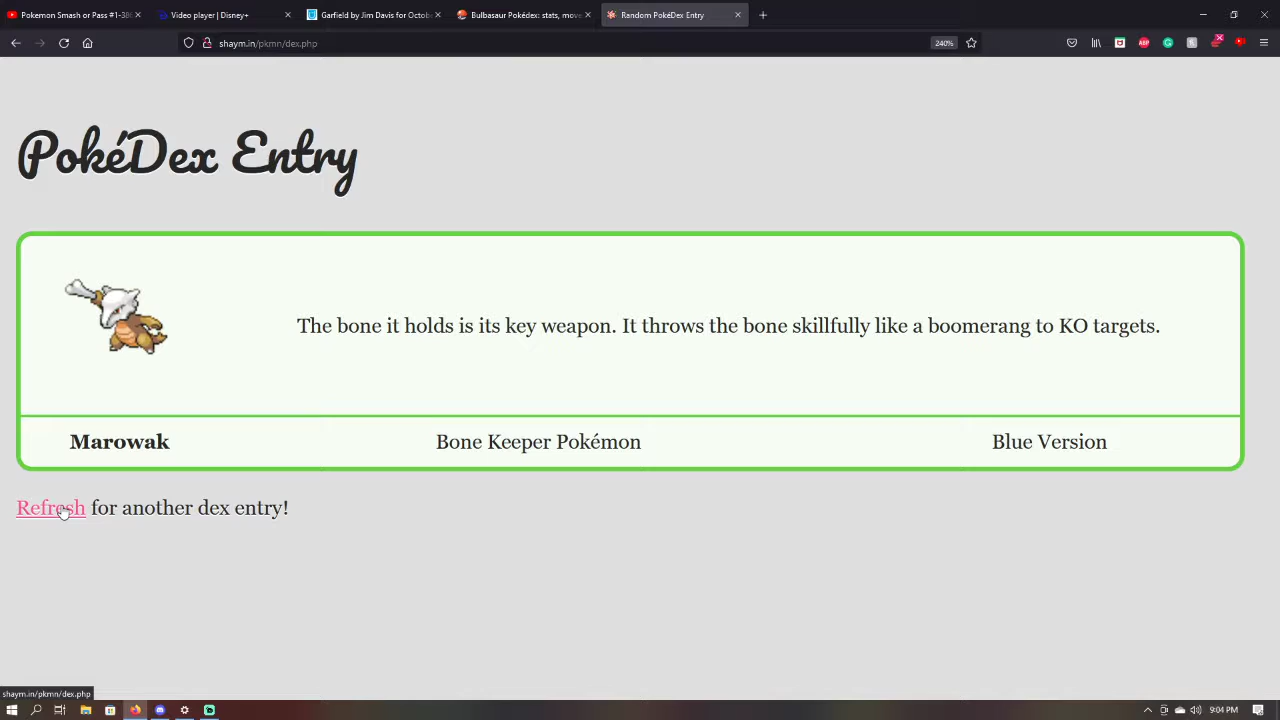 Pokemon Smash or Pass #1-380
Video player | Disney+
Garfield by Jim Davis for Octobe
Bulbasaur Pokédex: stats, move
Random PokéDex Entry
shaym.in/pkmn/dex.php
240%
PokéDex Entry
The bone it holds is its key weapon. It throws the bone skillfully like a boomerang to KO targets.
Marowak
Bone Keeper Pokémon
Blue Version
Refresh for another dex entry!
shaym.in/pkmn/dex.php
9:04 PM